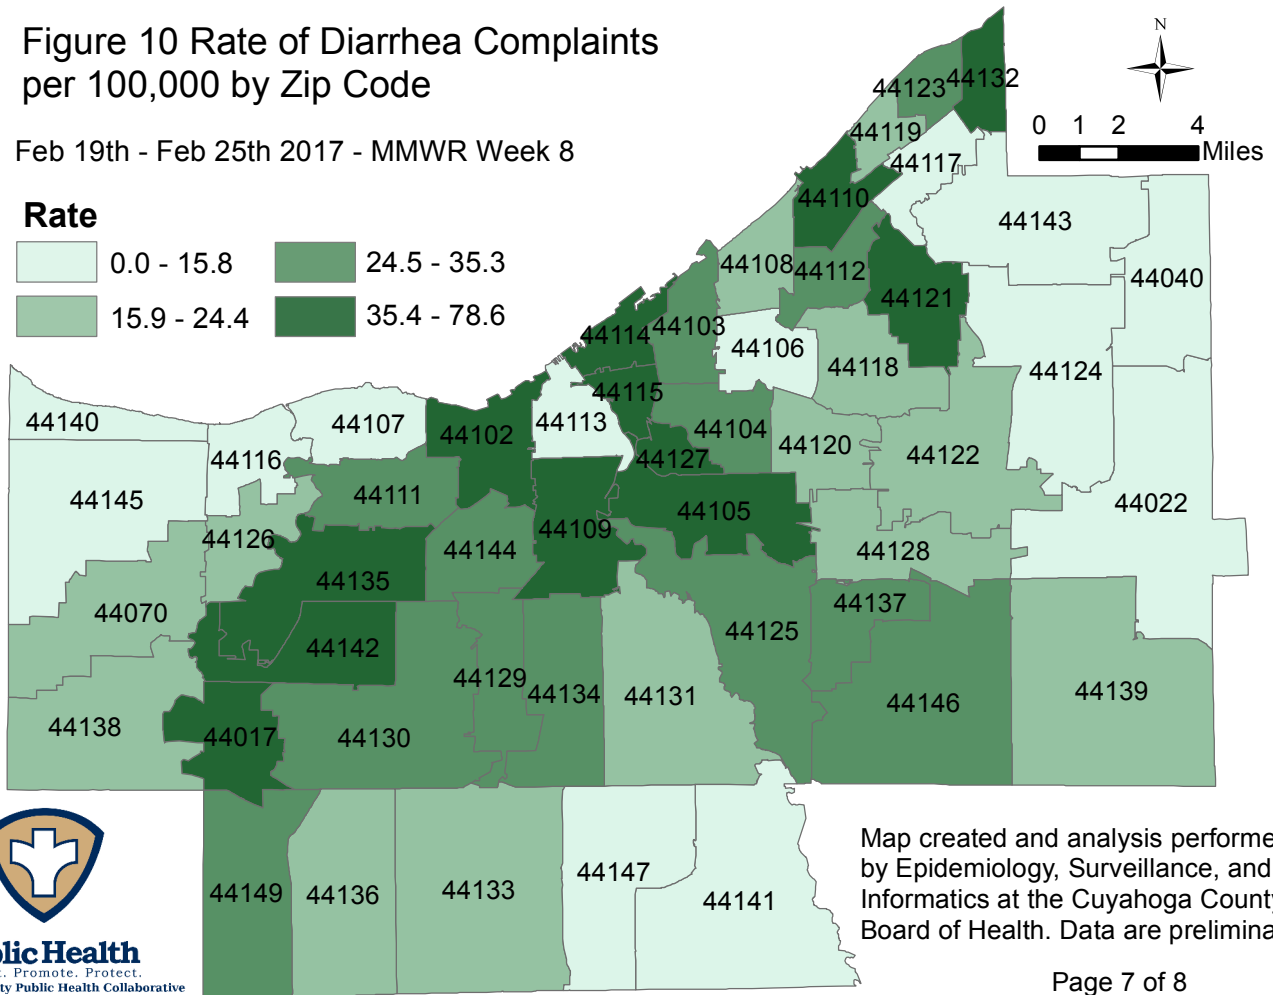 Figure 10 Rate of Diarrhea Complaints
per 100,000 by Zip Code
Feb 19th - Feb 25th 2017 - MMWR Week 8
N
0 1 2 4
Miles
Rate
0.0 - 15.8
24.5 - 35.3
15.9 - 24.4
35.4 - 78.6
44132
44123
44119
44117
44110
44143
44108
44112
44040
44121
44114
44103
44106
44118
44124
44115
44140
44107
44102
44113
44104
44120
44122
44116
44127
44145
44111
44022
44105
44126
44109
44144
44128
44135
44070
44137
44125
44142
44129
44134
44131
44146
44139
44138
44017
44130
44149
44136
44133
44147
44141
Map created and analysis performe
by Epidemiology, Surveillance, and
Informatics at the Cuyahoga County
Board of Health. Data are prelimina
blic Health
t. Promote. Protect.
ty Public Health Collaborative
Page 7 of 8